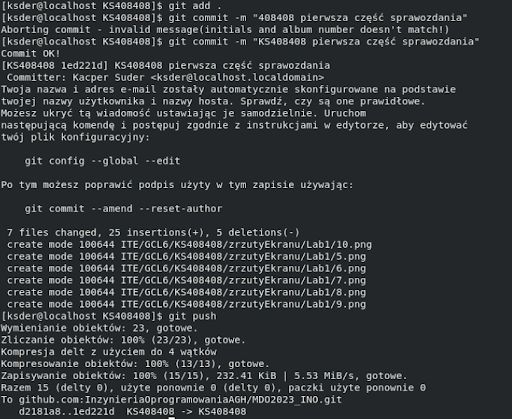 [ksder@localhost KS408408]$ git add .
[ksder@localhost KS408408]$ git commit -m "408408 pierwsza część sprawozdania"
Aborting commit - invalid message(initials and album number doesn't match!)
[ksder@localhost KS408408]$ git commit -m "KS408408 pierwsza część sprawozdania"
Commit OK!
[KS408408 1ed221d] KS408408 pierwsza część sprawozdania
 Committer: Kacper Suder <ksder@localhost.localdomain>
Twoja nazwa i adres e-mail zostały automatycznie skonfigurowane na podstawie
twojej nazwy użytkownika i nazwy hosta. Sprawdź, czy są one prawidłowe.
Możesz ukryć tą wiadomość ustawiając je samodzielnie. Uruchom
następującą komendę i postępuj zgodnie z instrukcjami w edytorze, aby edytować
twój plik konfiguracyjny:

    git config --global --edit

Po tym możesz poprawić podpis użyty w tym zapisie używając:

    git commit --amend --reset-author

 7 files changed, 25 insertions(+), 5 deletions(-)
 create mode 100644 ITE/GCL6/KS408408/zrzutyEkranu/Lab1/10.png
 create mode 100644 ITE/GCL6/KS408408/zrzutyEkranu/Lab1/5.png
 create mode 100644 ITE/GCL6/KS408408/zrzutyEkranu/Lab1/6.png
 create mode 100644 ITE/GCL6/KS408408/zrzutyEkranu/Lab1/7.png
 create mode 100644 ITE/GCL6/KS408408/zrzutyEkranu/Lab1/8.png
 create mode 100644 ITE/GCL6/KS408408/zrzutyEkranu/Lab1/9.png
[ksder@localhost KS408408]$ git push
Wymienianie obiektów: 23, gotowe.
Zliczanie obiektów: 100% (23/23), gotowe.
Kompresja delt z użyciem do 4 wątków
Kompresowanie obiektów: 100% (13/13), gotowe.
Zapisywanie obiektów: 100% (15/15), 232.41 KiB | 5.53 MiB/s, gotowe.
Razem 15 (delty 0), użyte ponownie 0 (delty 0), paczki użyte ponownie 0
To github.com:InzynieriaOprogramowaniaAGH/MDO2023_INO.git
   d2181a8..1ed221d  KS408408 -> KS408408